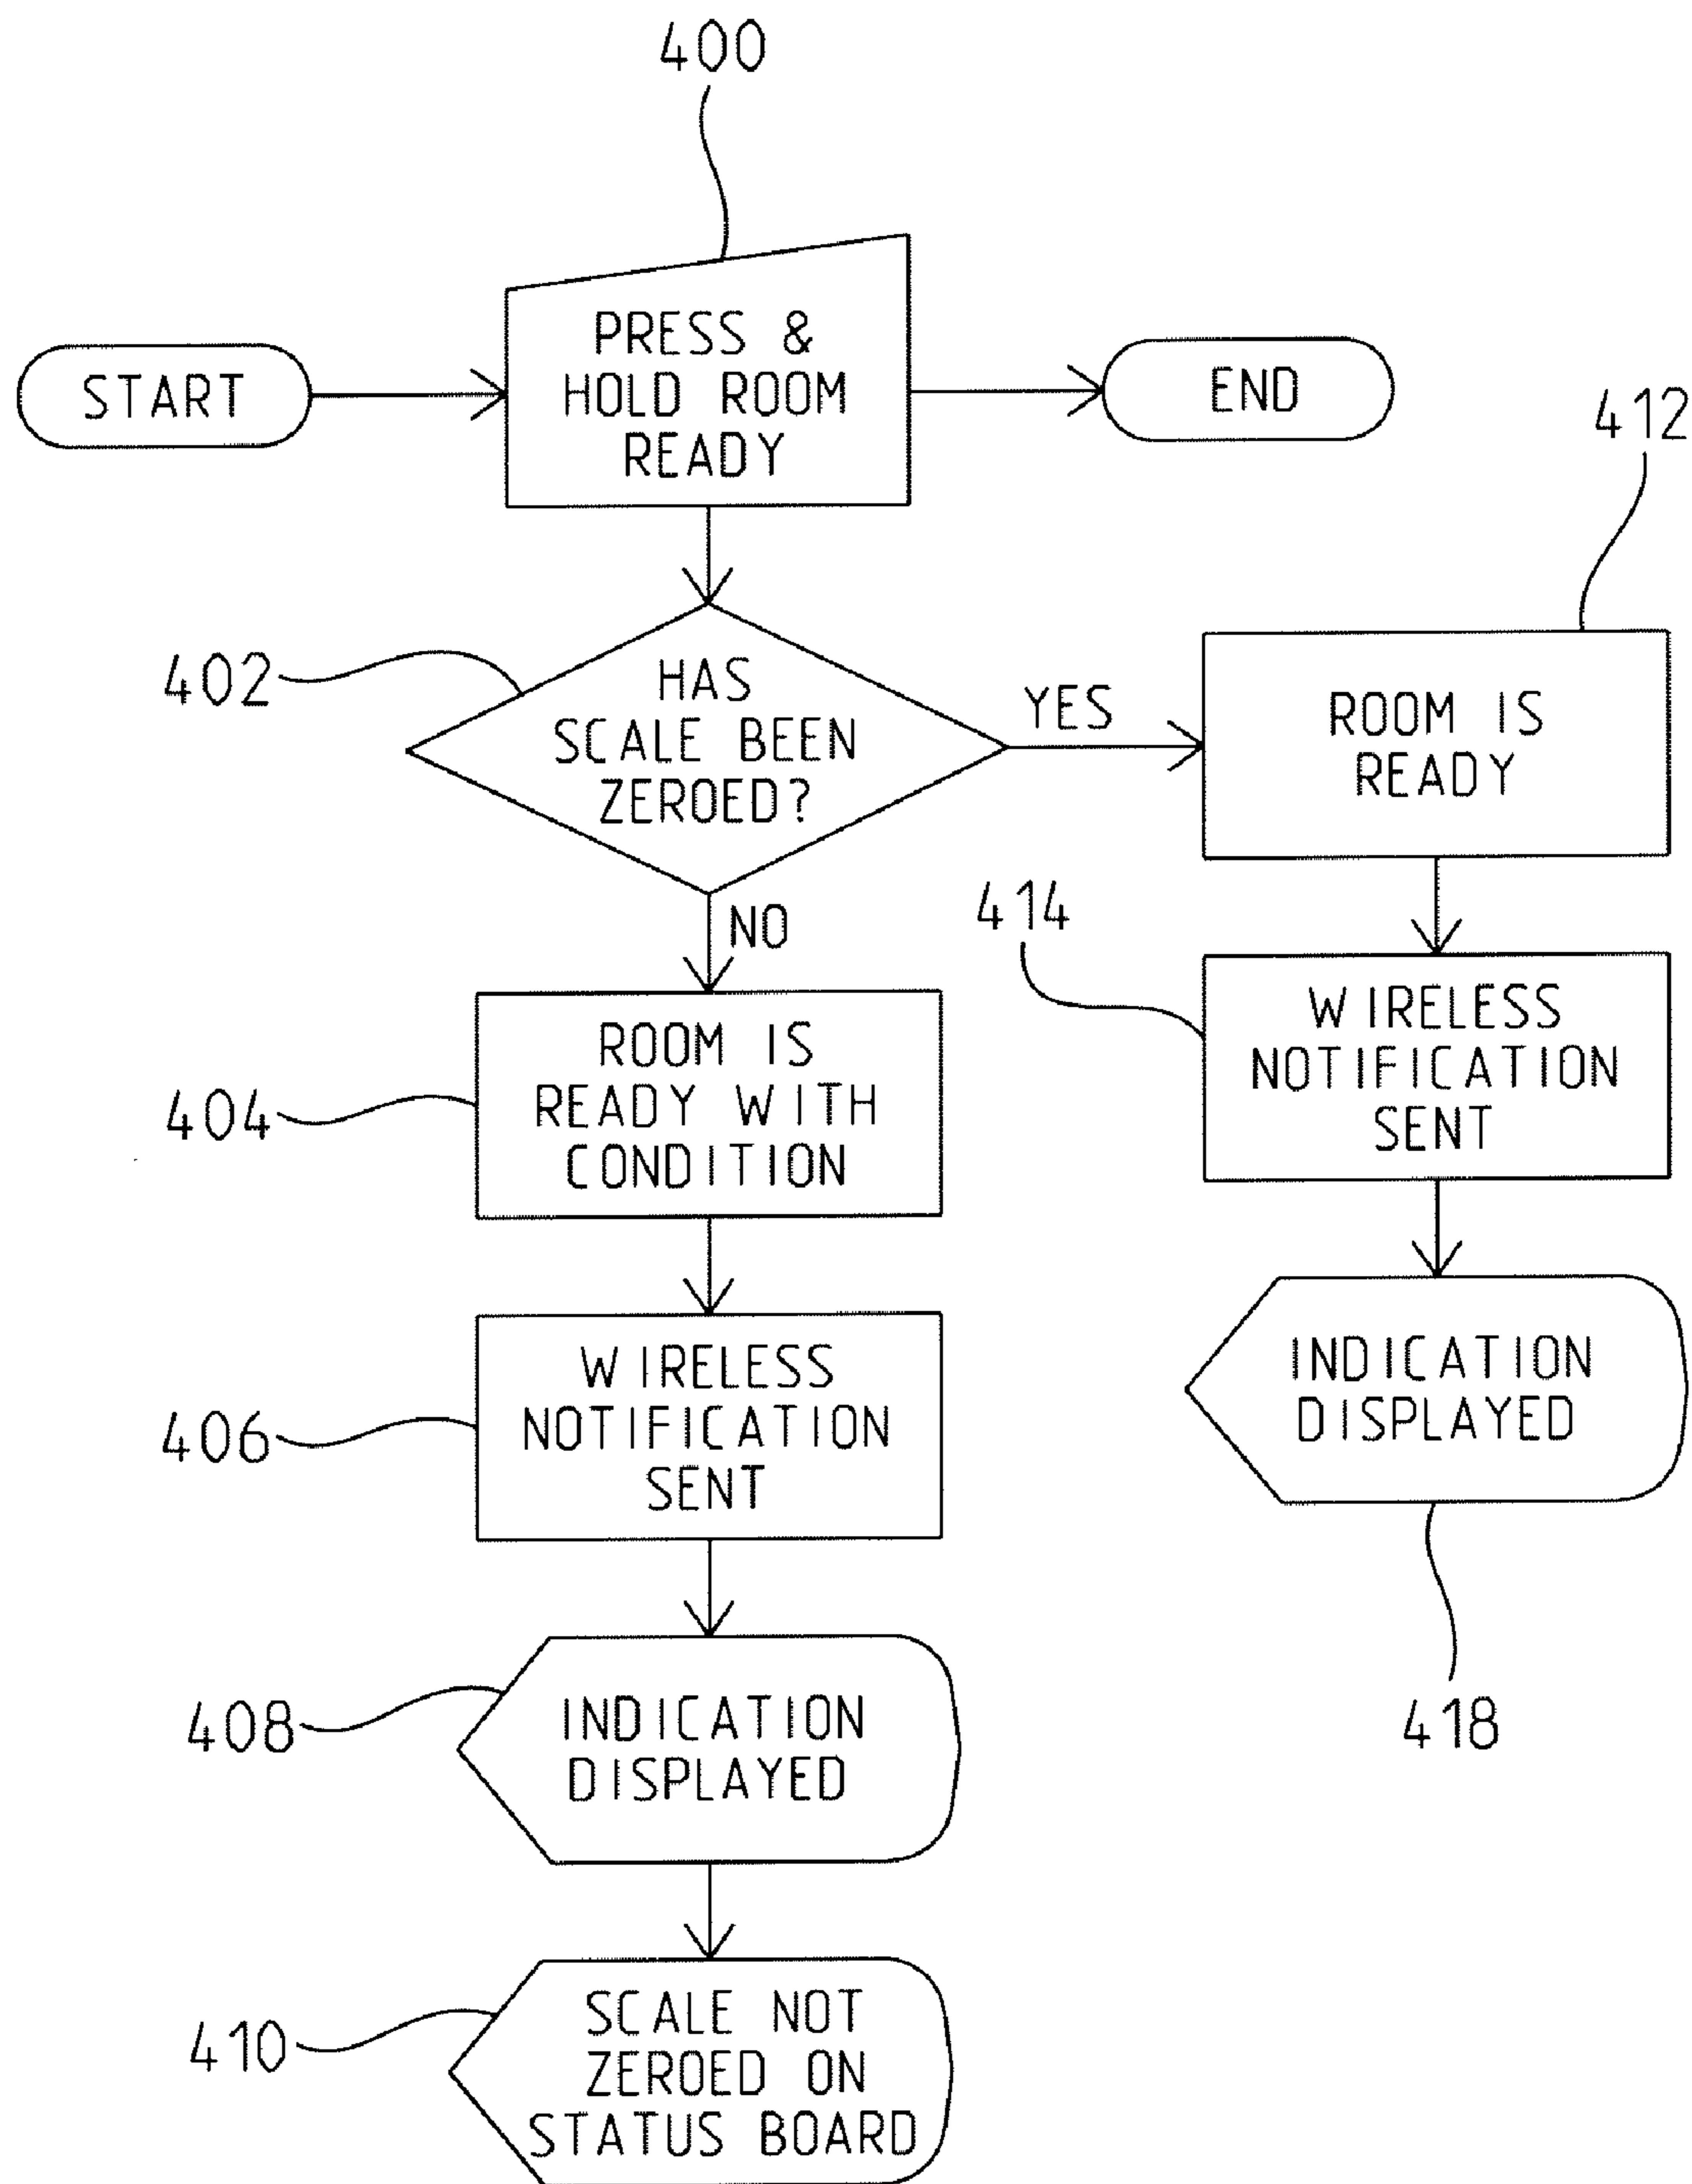 400
START
PRESS &
HOLD ROOM
READY
END
412
402
HAS
SCALE BEEN
ZEROED?
YES
ROOM IS
READY
NO
414
WIRELESS
NOTIFICATION
SENT
404
ROOM IS
READY WITH
CONDITION
406
WIRELESS
NOTIFICATION
SENT
INDICATION
DISPLAYED
418
408
INDICATION
DISPLAYED
410
SCALE NOT
ZEROED ON
STATUS BOARD